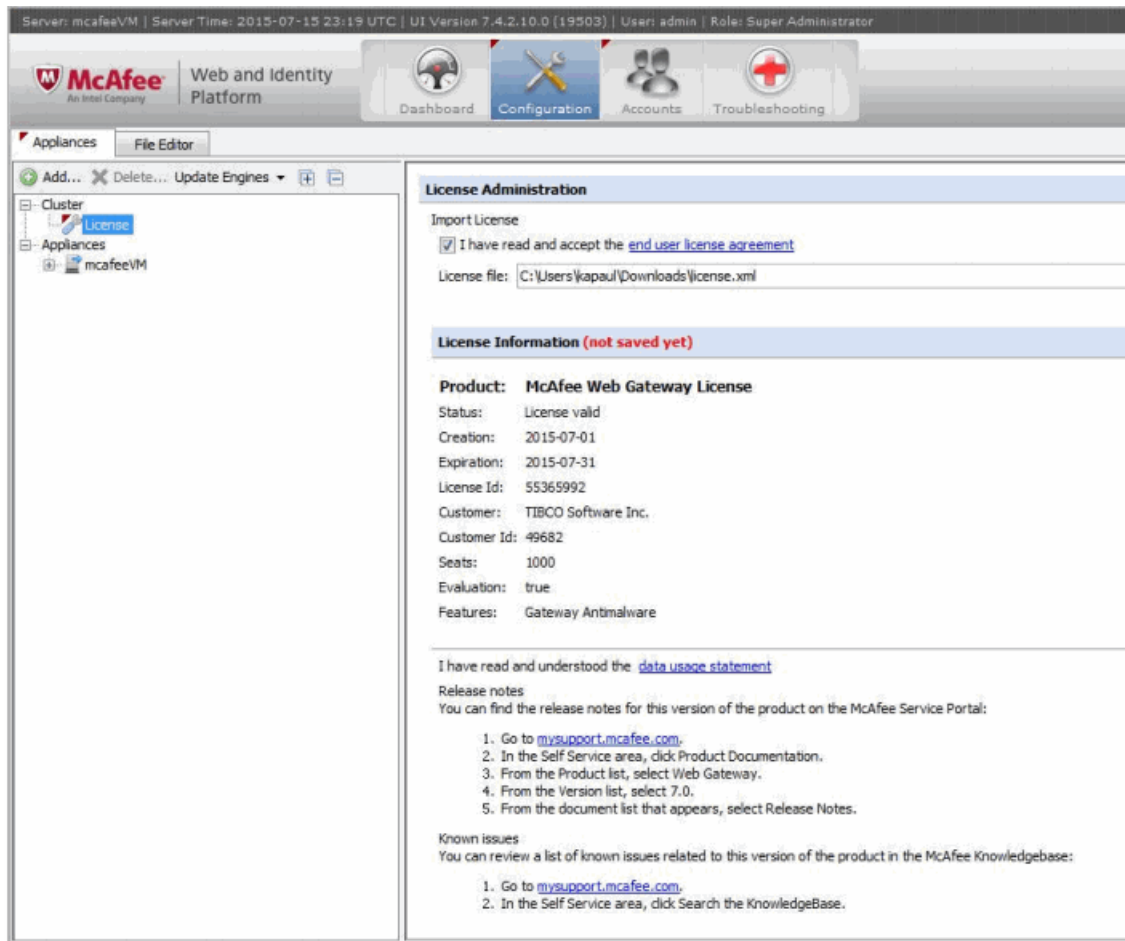 Server: mcafeeVM | Server Time: 2015-07-15 23:19 UTC | UI Version 7.4.2.10.0 (19503) | User: admin | Role: Super Administrator
McAfee
An Intel Company
Web and Identity
Platform
Dashboard
Configuration
Accounts
Troubleshooting
Appliances
File Editor
Add...
Delete...
Update Engines
Cluster
License
Appliances
mcafeeVM
License Administration
Import License
I have read and accept the end user license agreement
License file: C:\Users\kapaul\Downloads\license.xml
License Information (not saved yet)
Product: McAfee Web Gateway License
Status: License valid
Creation: 2015-07-01
Expiration: 2015-07-31
License Id: 55365992
Customer: TIBCO Software Inc.
Customer Id: 49682
Seats: 1000
Evaluation: true
Features: Gateway Antimalware
I have read and understood the data usage statement
Release notes
You can find the release notes for this version of the product on the McAfee Service Portal:
1. Go to mysupport.mcafee.com.
2. In the Self Service area, click Product Documentation.
3. From the Product list, select Web Gateway.
4. From the Version list, select 7.0.
5. From the document list that appears, select Release Notes.
Known issues
You can review a list of known issues related to this version of the product in the McAfee Knowledgebase:
1. Go to mysupport.mcafee.com.
2. In the Self Service area, click Search the KnowledgeBase.